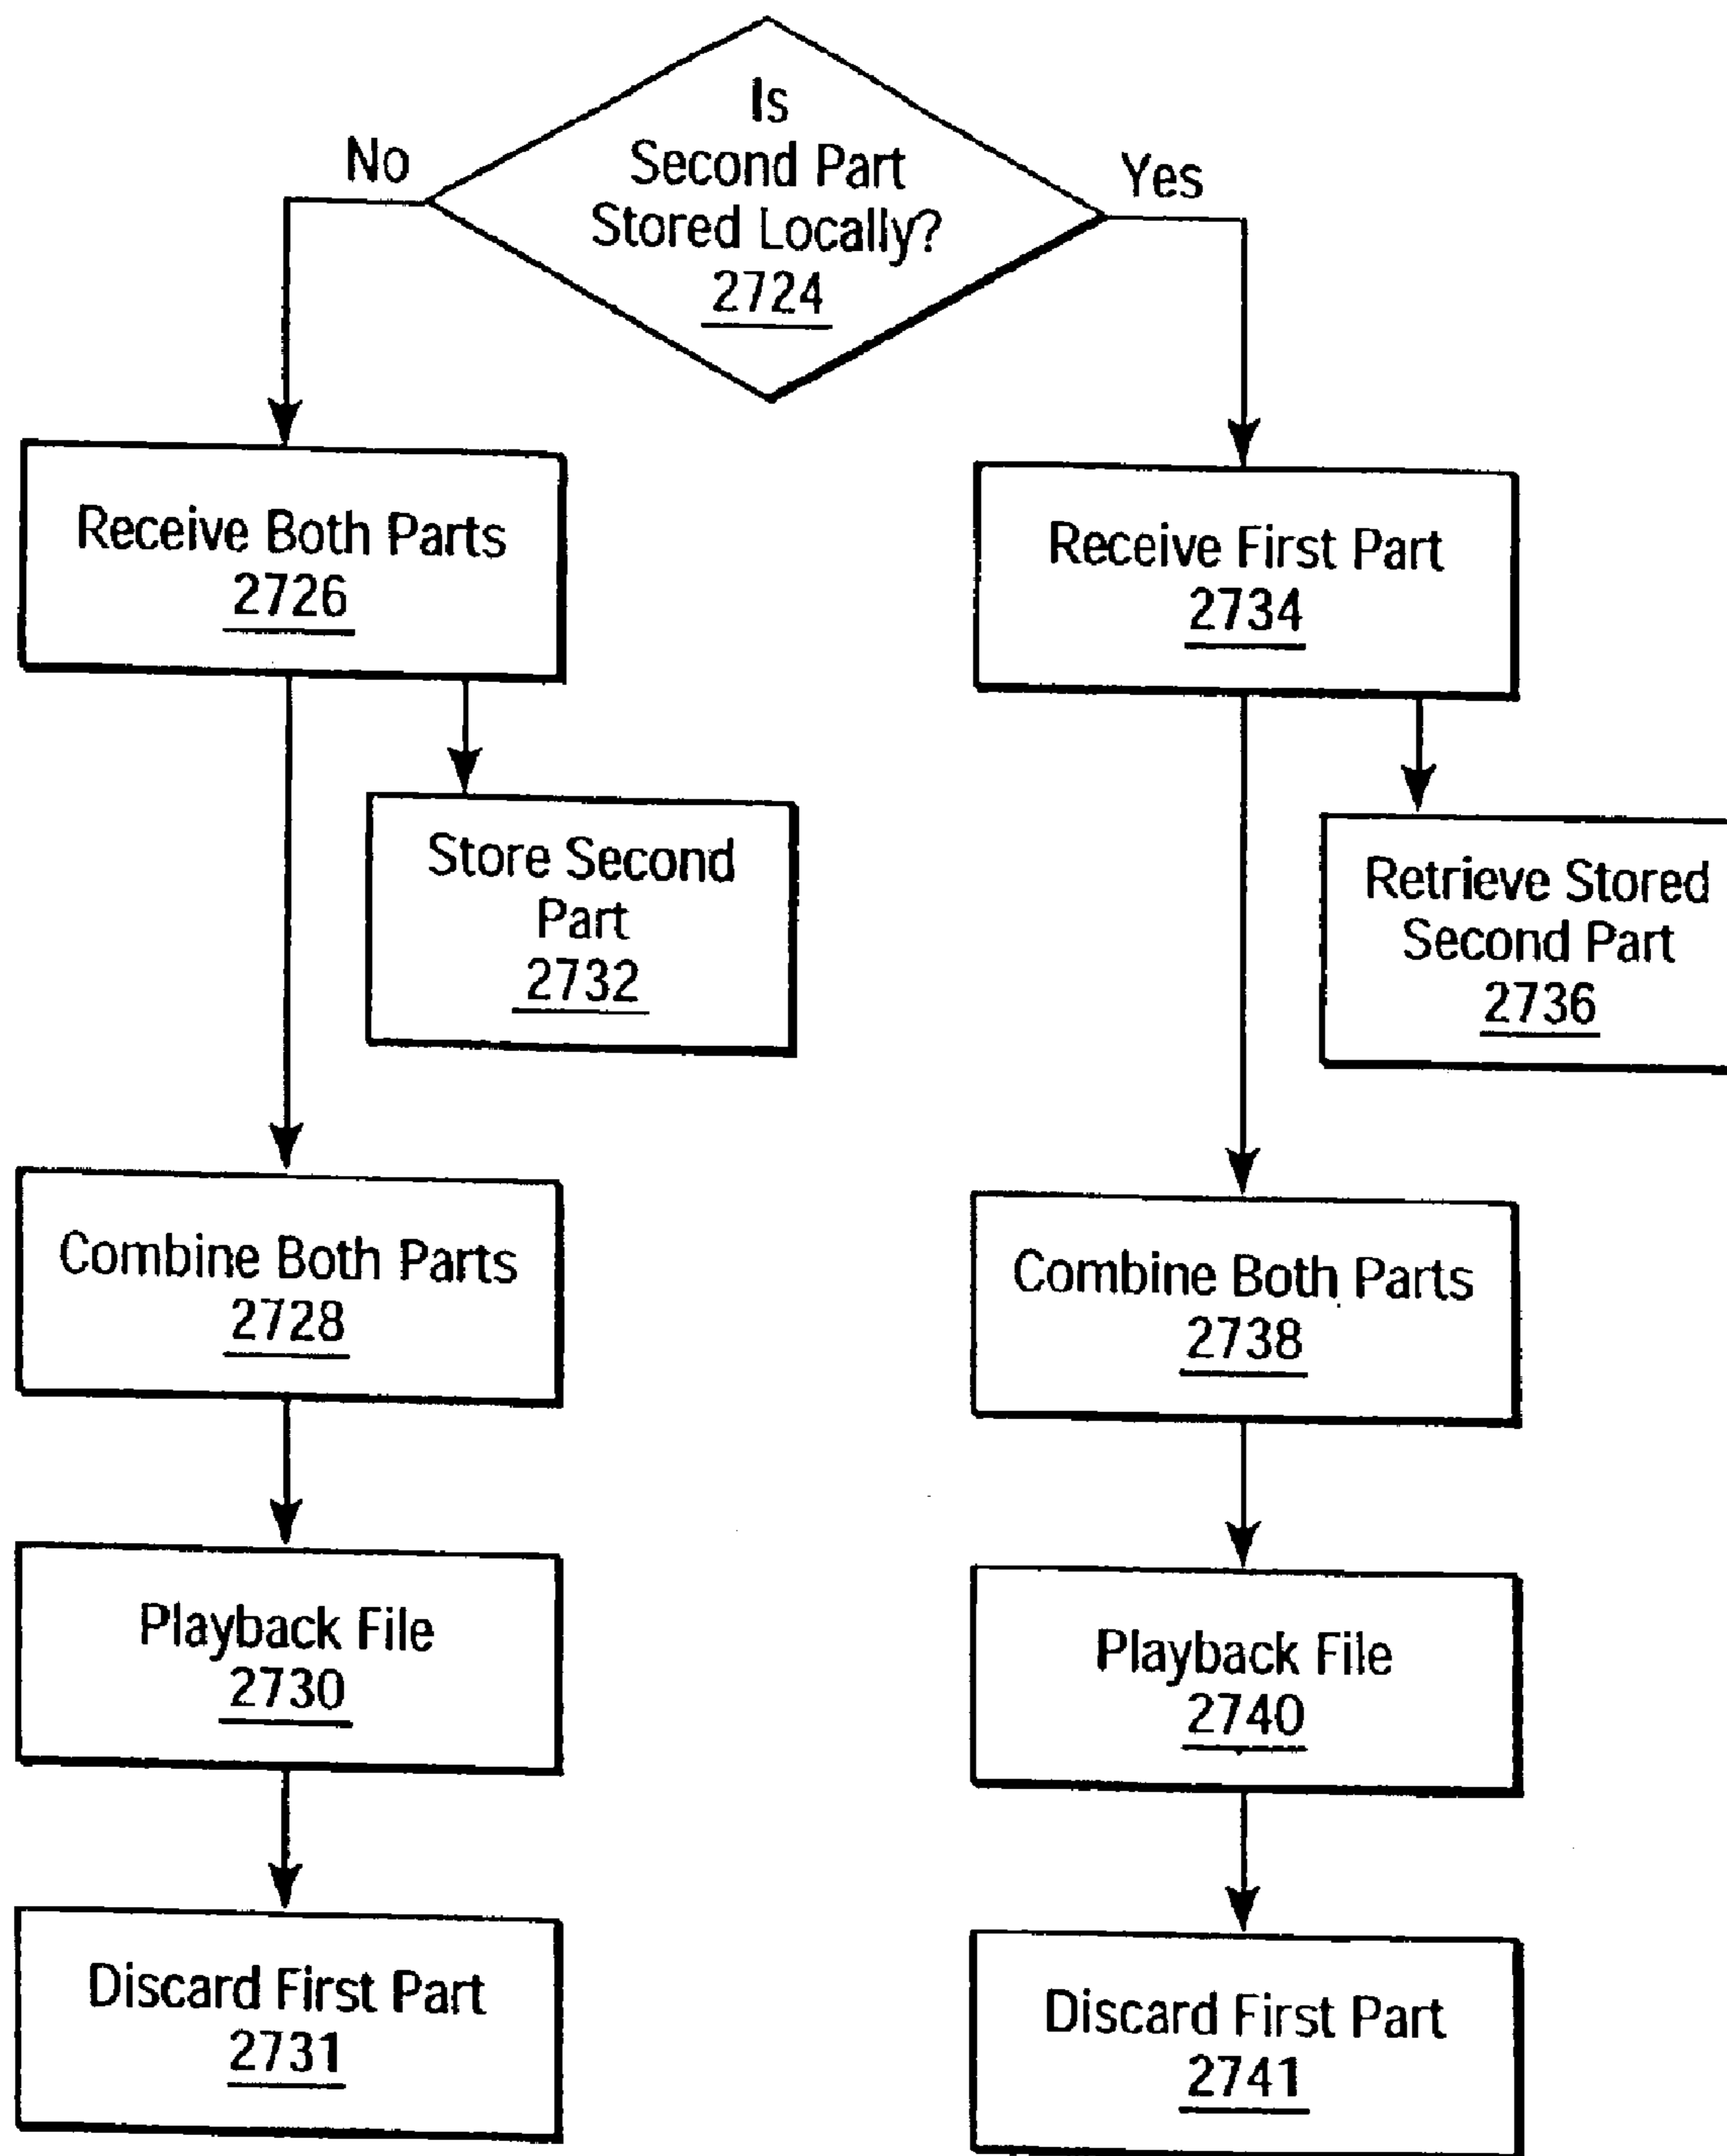 Is
Second Part
Stored Locally?
2724
No
Yes
Receive Both Parts
2726
Receive First Part
2734
Store Second
Part
2732
Retrieve Stored
Second Part
2736
Combine Both Parts
2728
Combine Both Parts
2738
Playback File
2730
Playback File
2740
Discard First Part
2731
Discard First Part
2741